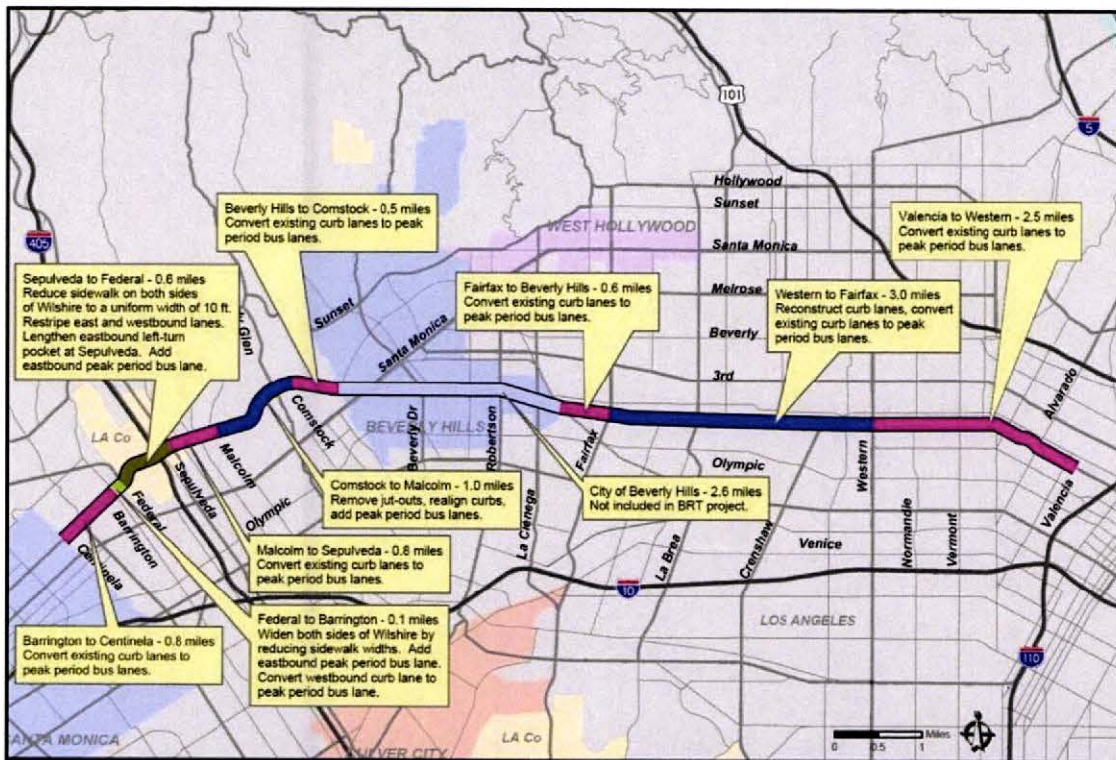 101
5
Hollywood
Sunset
WEST HOLLYWOOD
Santa Monica
Melrose
Beverly
3rd
Beverly Hills to Comstock - 0.5 miles
Convert existing curb lanes to peak
period bus lanes.
Valencia to Western - 2.5 miles
Convert existing curb lanes to
peak period bus lanes.
405
Sepulveda to Federal - 0.6 miles
Reduce sidewalk on both sides
of Wilshire to a uniform width of 10 ft.
Restripe east and westbound lanes.
Lengthen eastbound left-turn
pocket at Sepulveda. Add
eastbound peak period bus lane.
Fairfax to Beverly Hills - 0.6 miles
Convert existing curb lanes to
peak period bus lanes.
Western to Fairfax - 3.0 miles
Reconstruct curb lanes, convert
existing curb lanes to peak
period bus lanes.
Glen
Sunset
Santa Monica
LA Co
Comstock
BEVERLY HILLS
Beverly Dr
Robertson
Fairfax
Alvarado
Malcolm
Sepulveda
Olympic
Federal
Barrington
Centinela
Comstock to Malcolm - 1.0 miles
Remove jut-outs, realign curbs,
add peak period bus lanes.
City of Beverly Hills - 2.6 miles
Not included in BRT project.
Olympic
Western
Valencia
La Cienega
La Brea
Crenshaw
Venice
Normandie
Vermont
Malcolm to Sepulveda - 0.8 miles
Convert existing curb lanes to
peak period bus lanes.
10
LOS ANGELES
Barrington to Centinela - 0.8 miles
Convert existing curb lanes to
peak period bus lanes.
Federal to Barrington - 0.1 miles
Widen both sides of Wilshire by
reducing sidewalk widths. Add
eastbound peak period bus lane.
Convert westbound curb lane to
peak period bus lane.
110
SANTA MONICA
CULVER CITY
LA Co
0 0.5 1 Miles